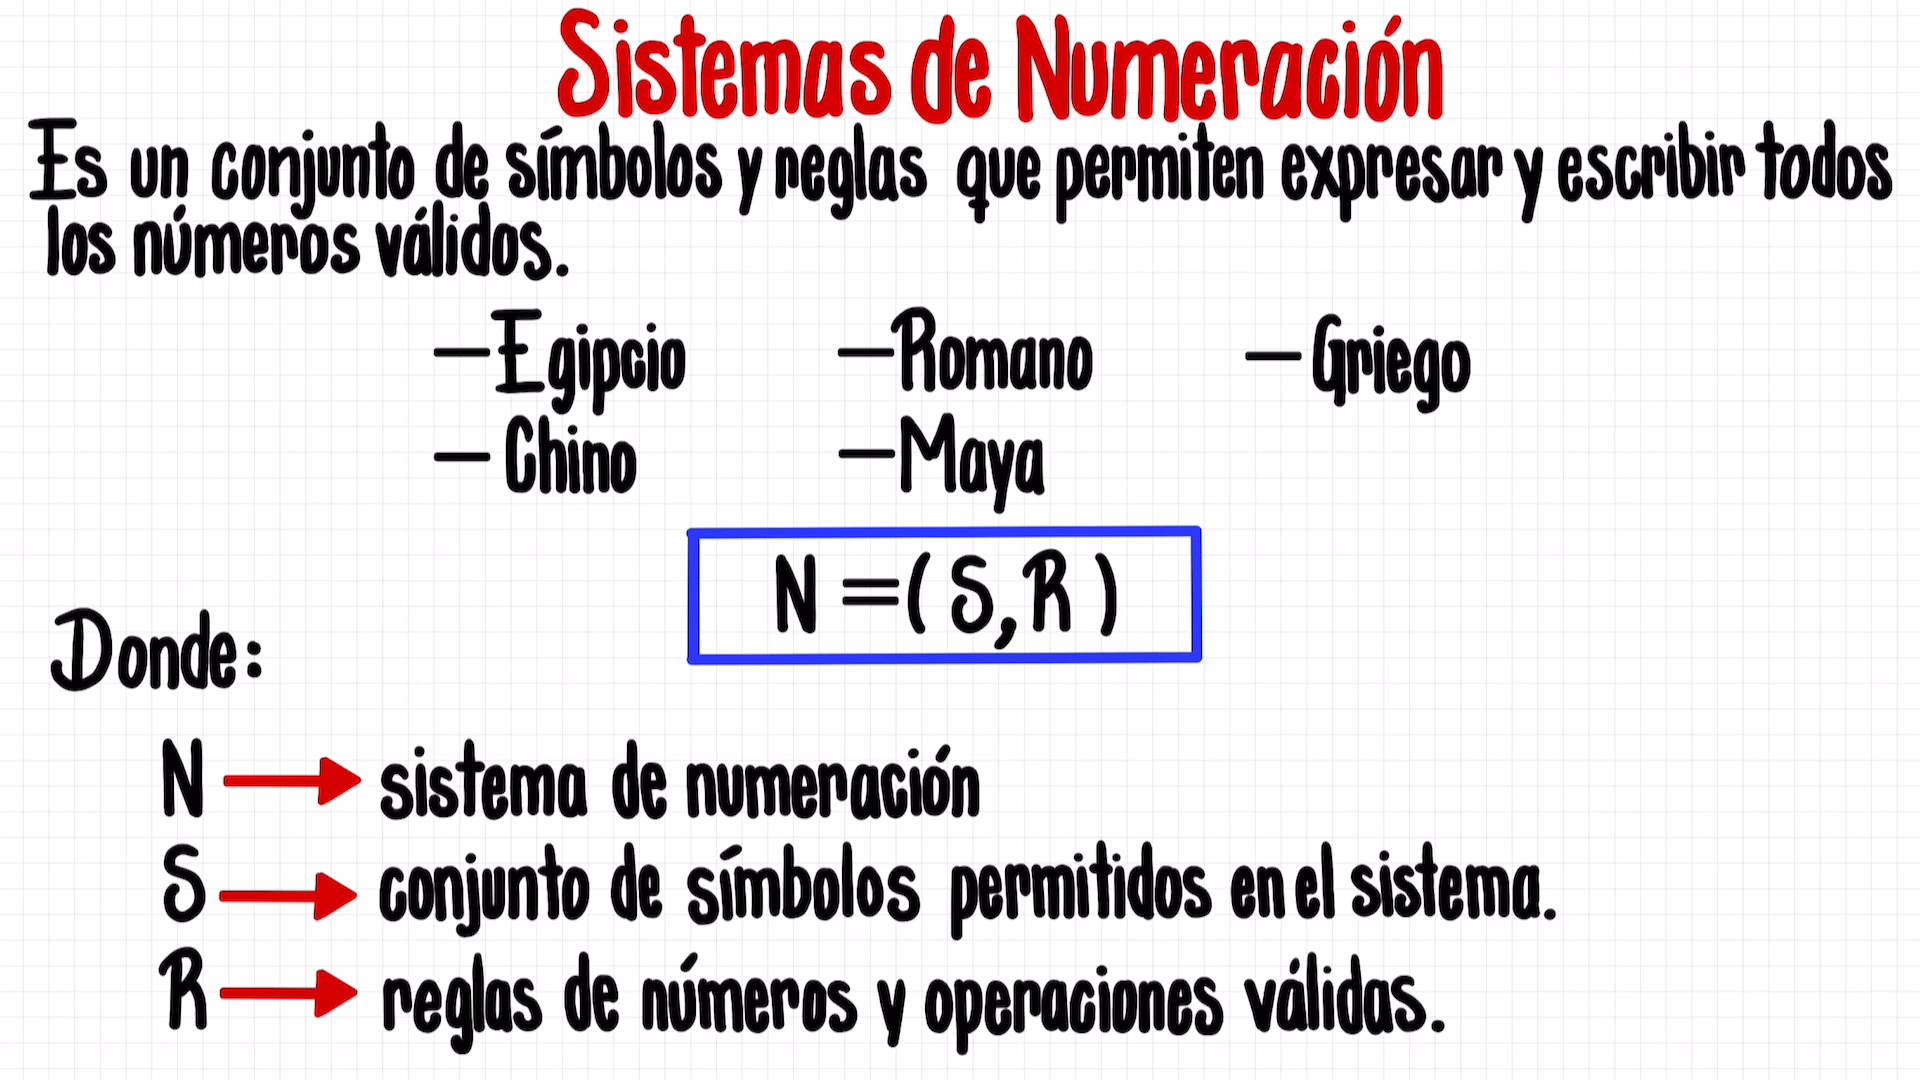 Sistemas de Numeración
Es un conjunto de símbolos y reglas que permiten expresar y escribir todos
los números válidos.
—Egipcio —Romano —Griego
—Chino —Maya
N=(S,R)
Donde:
N → sistema de numeración
S → conjunto de símbolos permitidos en el sistema.
R → reglas de números y operaciones válidas.